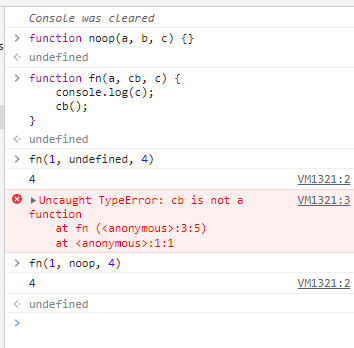 Console was cleared
> function noop(a, b, c) {}
<· undefined
> function fn(a, cb, c) {
console.log(c);
cb();
}
<· undefined
> fn(1, undefined, 4)
4 VM1321:2
▶Uncaught TypeError: cb is not a VM1321:3
function
at fn (<anonymous>:3:5)
at <anonymous>:1:1
> fn(1, noop, 4)
4 VM1321:2
<· undefined
>